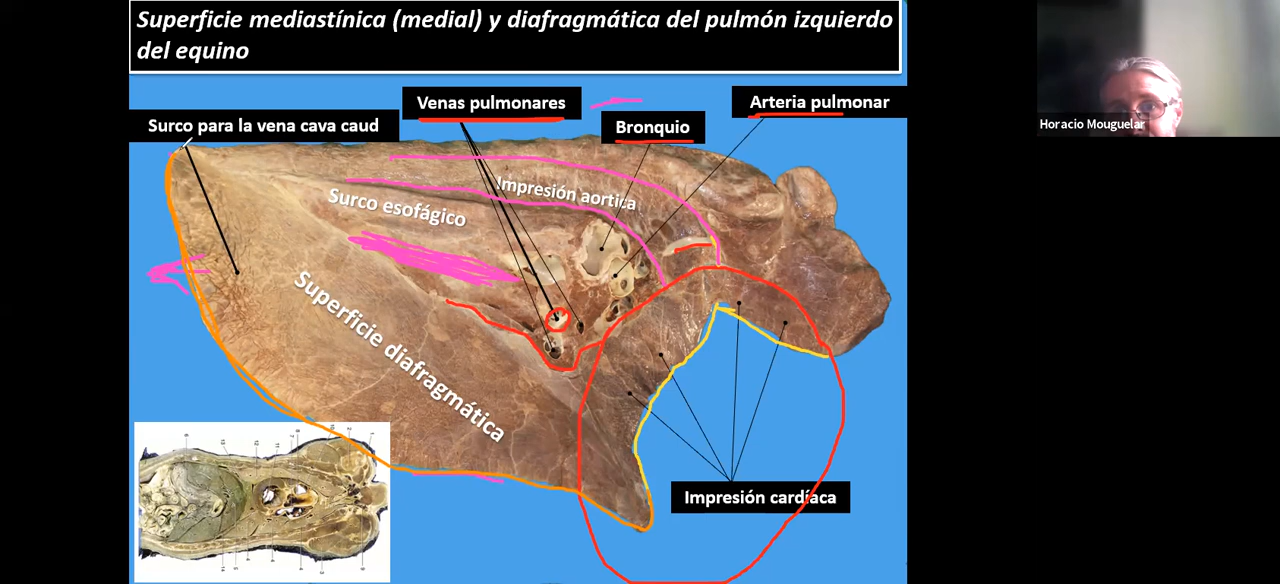 Superficie mediastínica (medial) y diafragmática del pulmón izquierdo
del equino
Venas pulmonares
Arteria pulmonar
Surco para la vena cava caud
Bronquio
Horacio Mouguelar
Impresión aortica
Surco esofágico
Superficie diafragmática
Impresión cardíaca